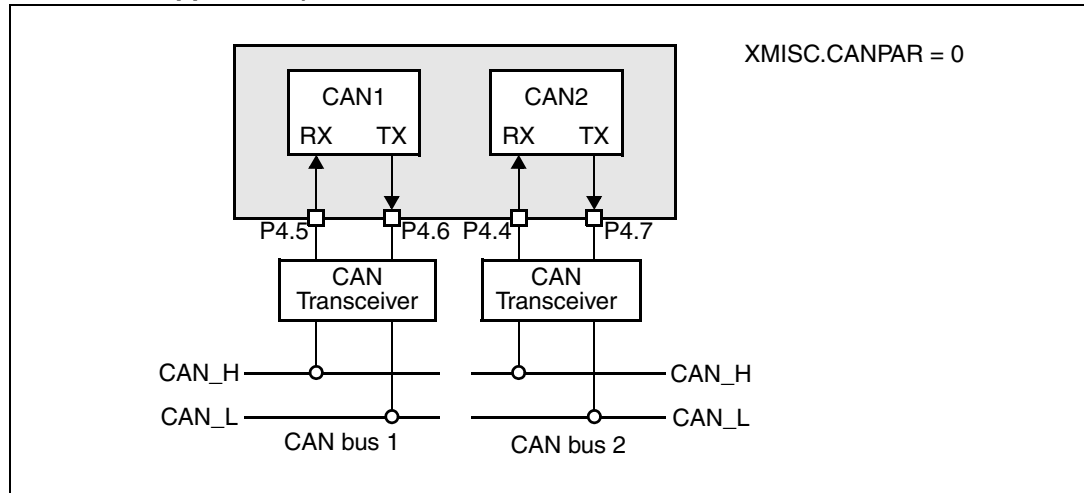 XMISC.CANPAR = 0
CAN1
CAN2
RX TX
RX TX
P4.5
P4.6
P4.4
P4.7
CAN
Transceiver
CAN
Transceiver
CAN_H
CAN_H
CAN_L
CAN_L
CAN bus 1
CAN bus 2